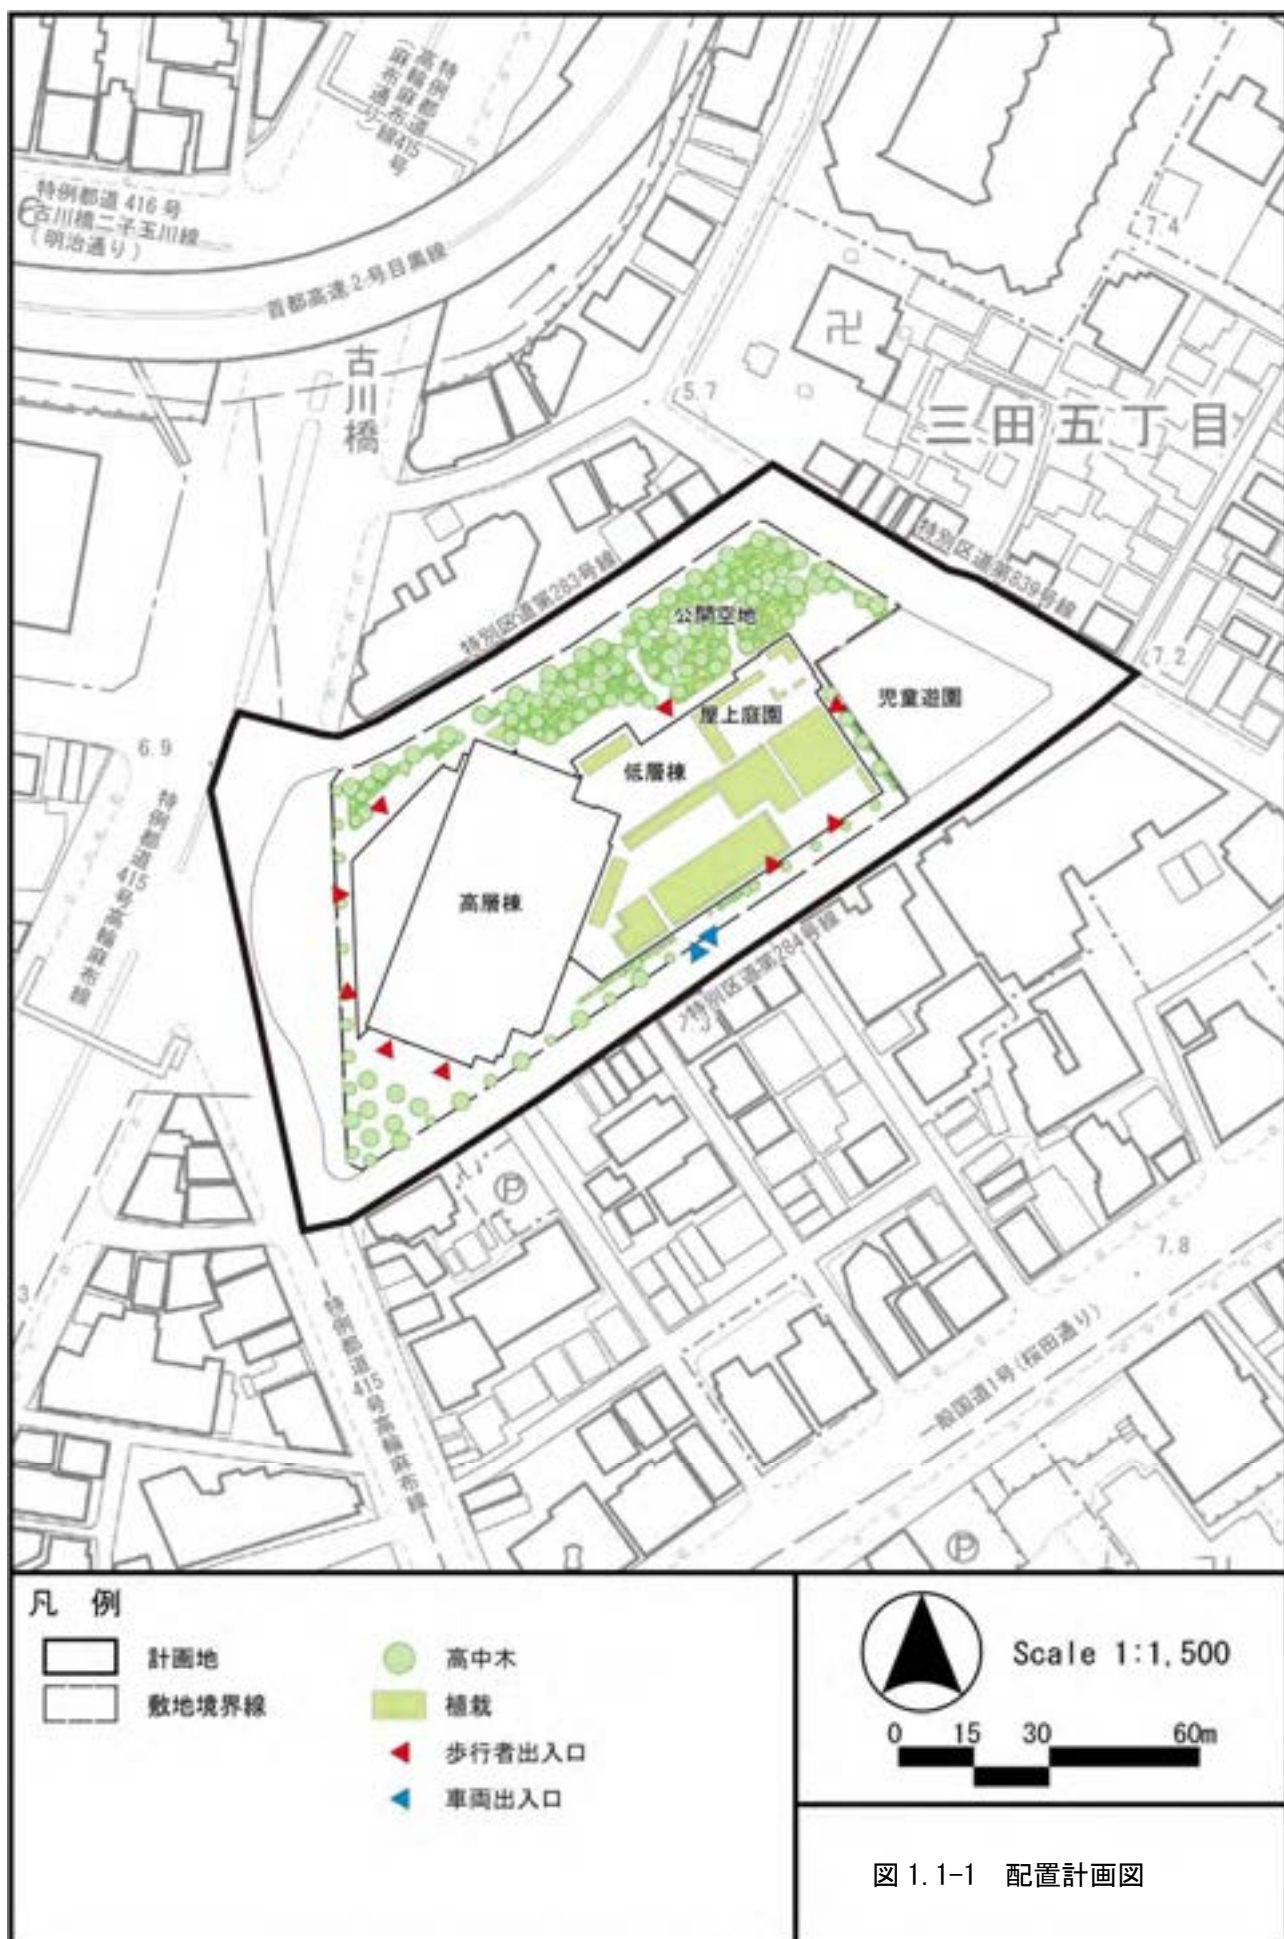 特例都道415号
（高輪麻布線
麻布通り）
特例都道 416 号
古川橋二子玉川線
（明治通り）
首都高速2号目黒線
古川橋
7.4
卍
5.7
三田五丁目
特別区道第839号線
特別区道第283号線
公開空地
7.2
児童遊園
屋上庭園
6.9
低層棟
特例都道415号高輪麻布線
高層棟
特別区道第284号線
P
7.8
3
特例都道415号高輪麻布線
一般国道1号(桜田通り)
P
凡 例
計画地
敷地境界線
高中木
植栽
歩行者出入口
車両出入口
Scale 1:1,500
0 15 30 60m
図 1.1-1 配置計画図